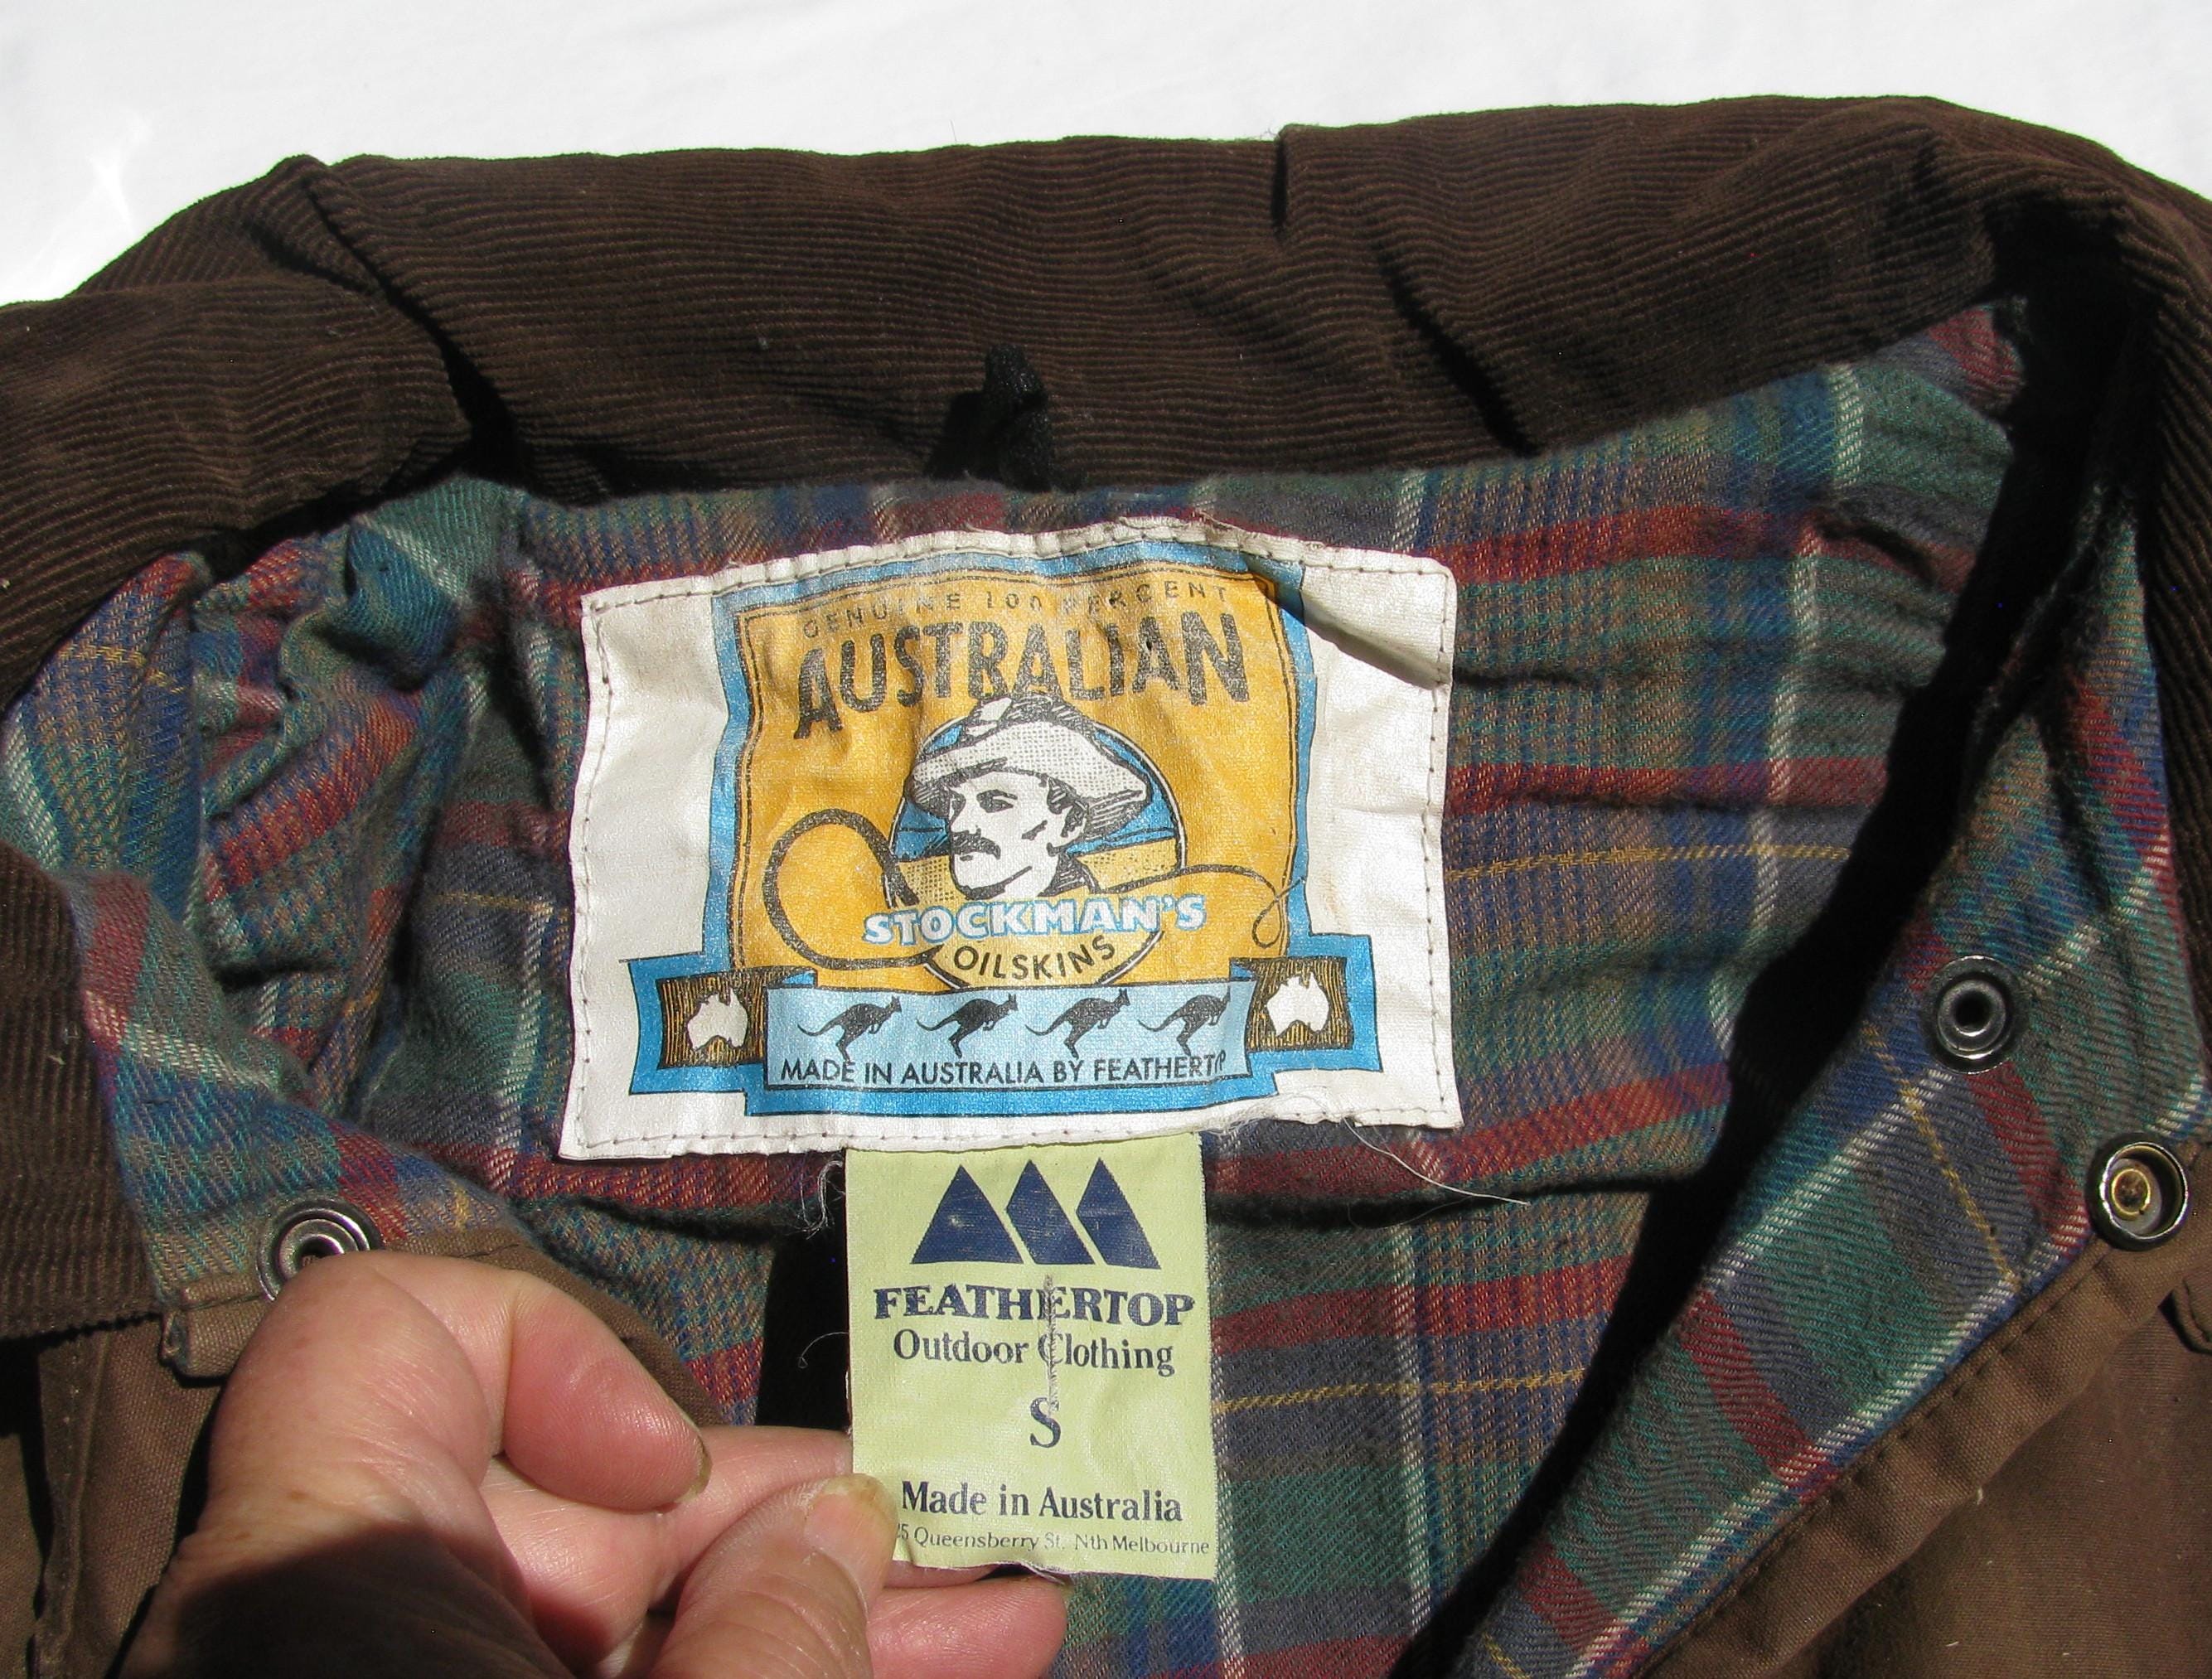 GENUINE 100 PERCENT
AUSTRALIAN
STOCKMAN'S
OILSKINS
MADE IN AUSTRALIA BY FEATHERTOP
FEATHERTOP
Outdoor Clothing
S
Made in Australia
Queensberry St. Nth Melbourne